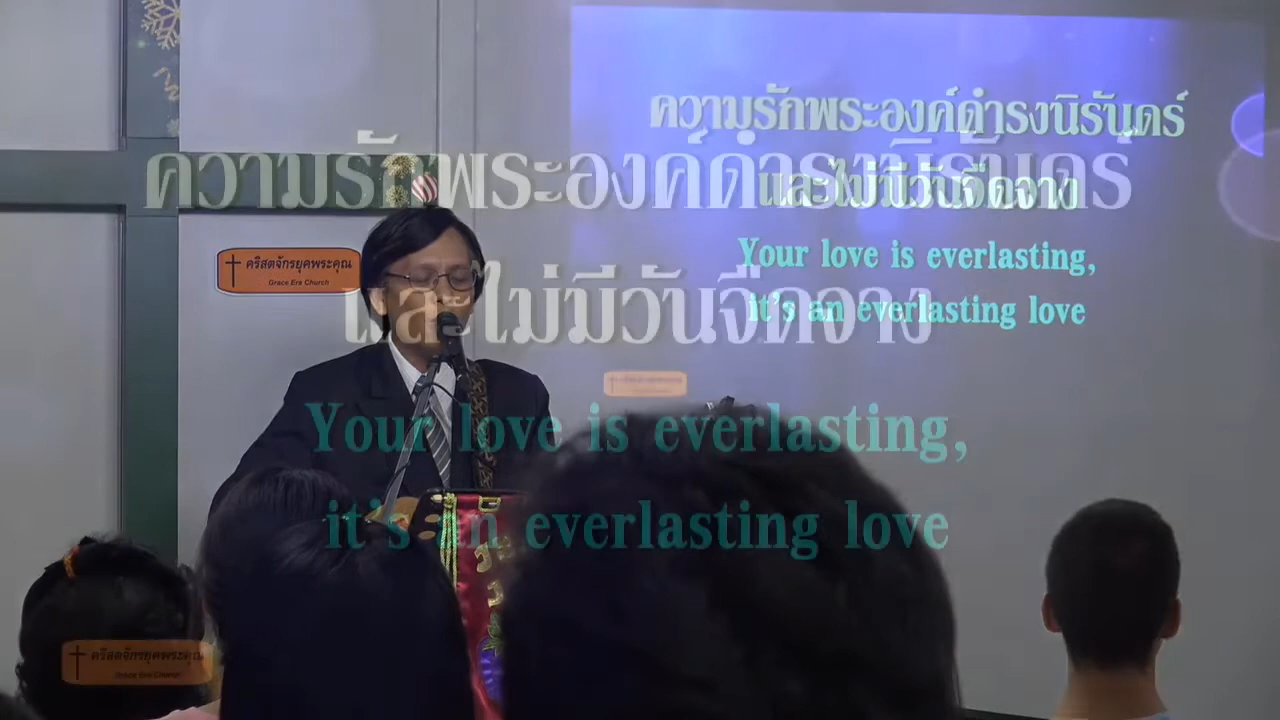 ความรักพระองค์ดำรงนิรันดร์
และไม่มีวันจืดจาง
Your love is everlasting,
it's an everlasting love
ความรักพระองค์ดำรงนิรันดร์
และไม่มีวันจืดจาง
Your love is everlasting,
it's an everlasting love
คริสตจักรยุคพระคุณ
Grace Era Church
คริสตจักรยุคพระคุณ
Grace Era Church